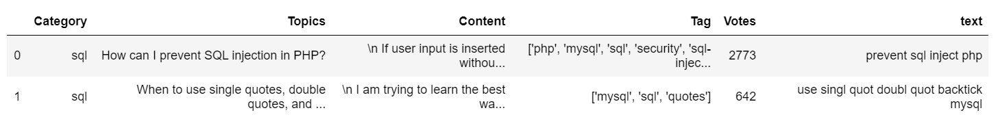 Category Topics Content Tag Votes text
0 sql How can I prevent SQL injection in PHP? \n If user input is inserted withou... ['php', 'mysql', 'sql', 'security', 'sql-injec... 2773 prevent sql inject php
1 sql When to use single quotes, double quotes, and ... \n I am trying to learn the best wa... ['mysql', 'sql', 'quotes'] 642 use singl quot doubl quot backtick mysql